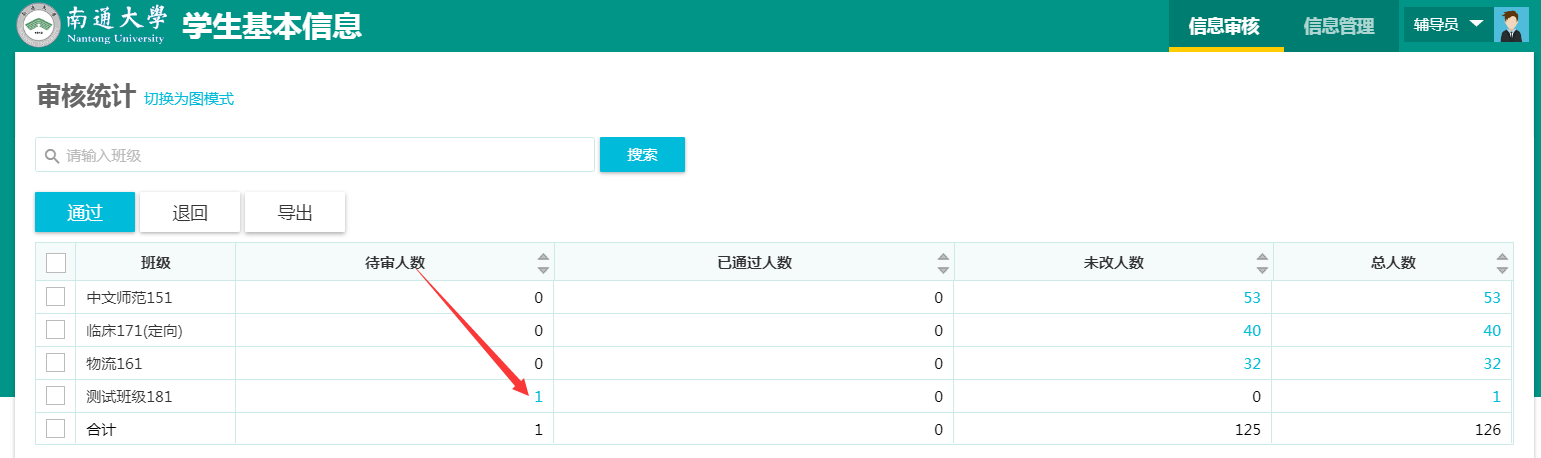 南通大學
Nantong University
学生基本信息
信息审核
信息管理
辅导员
审核统计 切换为图模式
请输入班级
搜索
通过 退回 导出
班级 待审人数 已通过人数 未改人数 总人数
中文师范151 0 0 53 53
临床171(定向) 0 0 40 40
物流161 0 0 32 32
测试班级181 1 0 0 1
合计 1 0 125 126